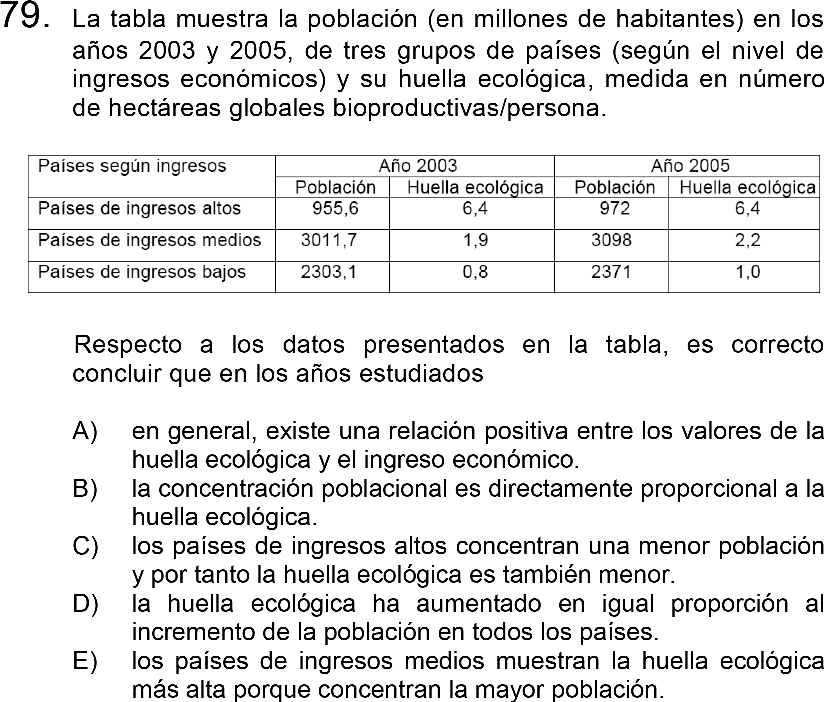 79. La tabla muestra la población (en millones de habitantes) en los
años 2003 y 2005, de tres grupos de países (según el nivel de
ingresos económicos) y su huella ecológica, medida en número
de hectáreas globales bioproductivas/persona.
Países según ingresos Año 2003 Año 2005
Población Huella ecológica Población Huella ecológica
Países de ingresos altos 955,6 6,4 972 6,4
Países de ingresos medios 3011,7 1,9 3098 2,2
Países de ingresos bajos 2303,1 0,8 2371 1,0
Respecto a los datos presentados en la tabla, es correcto
concluir que en los años estudiados
A) en general, existe una relación positiva entre los valores de la
huella ecológica y el ingreso económico.
B) la concentración poblacional es directamente proporcional a la
huella ecológica.
C) los países de ingresos altos concentran una menor población
y por tanto la huella ecológica es también menor.
D) la huella ecológica ha aumentado en igual proporción al
incremento de la población en todos los países.
E) los países de ingresos medios muestran la huella ecológica
más alta porque concentran la mayor población.